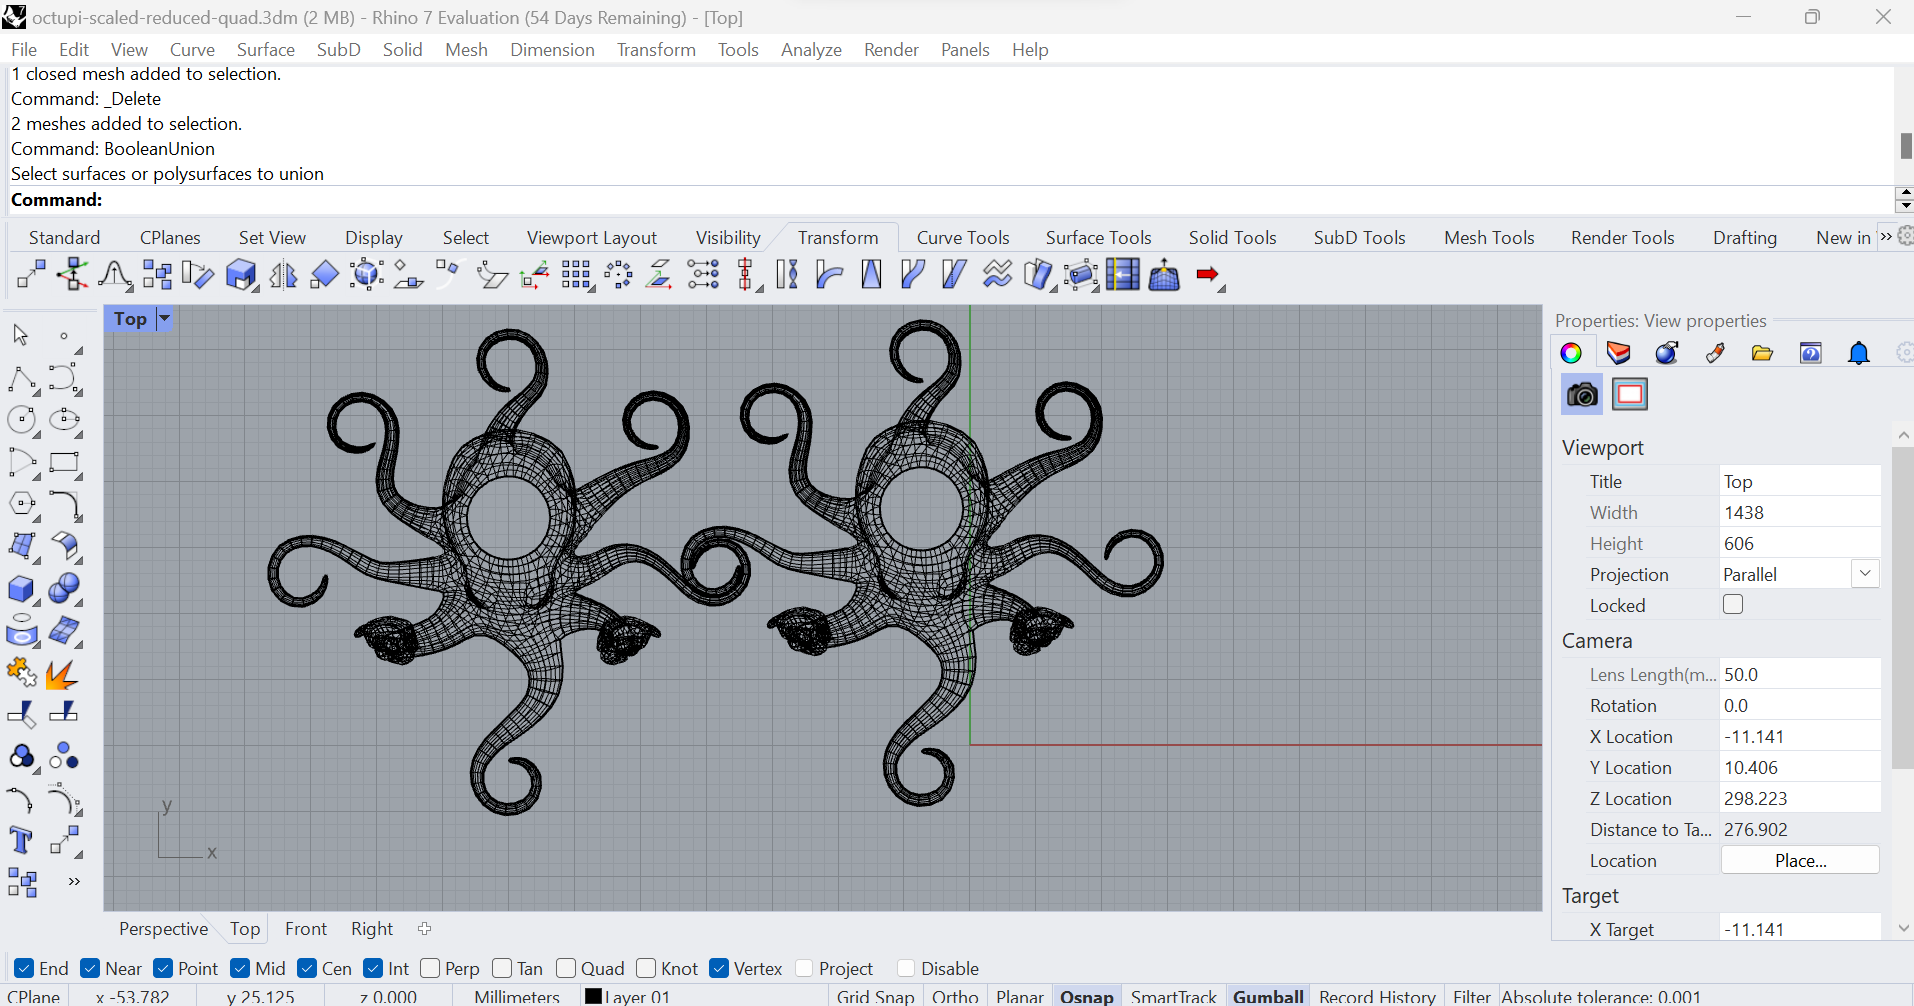 octupi-scaled-reduced-quad.3dm (2 MB) - Rhino 7 Evaluation (54 Days Remaining) - [Top]
File Edit View Curve Surface SubD Solid Mesh Dimension Transform Tools Analyze Render Panels Help
1 closed mesh added to selection.
Command: _Delete
2 meshes added to selection.
Command: BooleanUnion
Select surfaces or polysurfaces to union
Command:
Standard CPlanes Set View Display Select Viewport Layout Visibility Transform Curve Tools Surface Tools Solid Tools SubD Tools Mesh Tools Render Tools Drafting New in
Top
Properties: View properties
Viewport
Title Top
Width 1438
Height 606
Projection Parallel
Locked
Camera
Lens Length(m... 50.0
Rotation 0.0
X Location -11.141
Y Location 10.406
Z Location 298.223
Distance to Ta... 276.902
Location Place...
Target
X Target -11.141
y
x
Perspective Top Front Right
End Near Point Mid Cen Int Perp Tan Quad Knot Vertex Project Disable
CPlane x -53.782 y 25.125 z 0.000 Millimeters Layer 01 Grid Snap Ortho Planar Osnap SmartTrack Gumball Record History Filter Absolute tolerance: 0.001